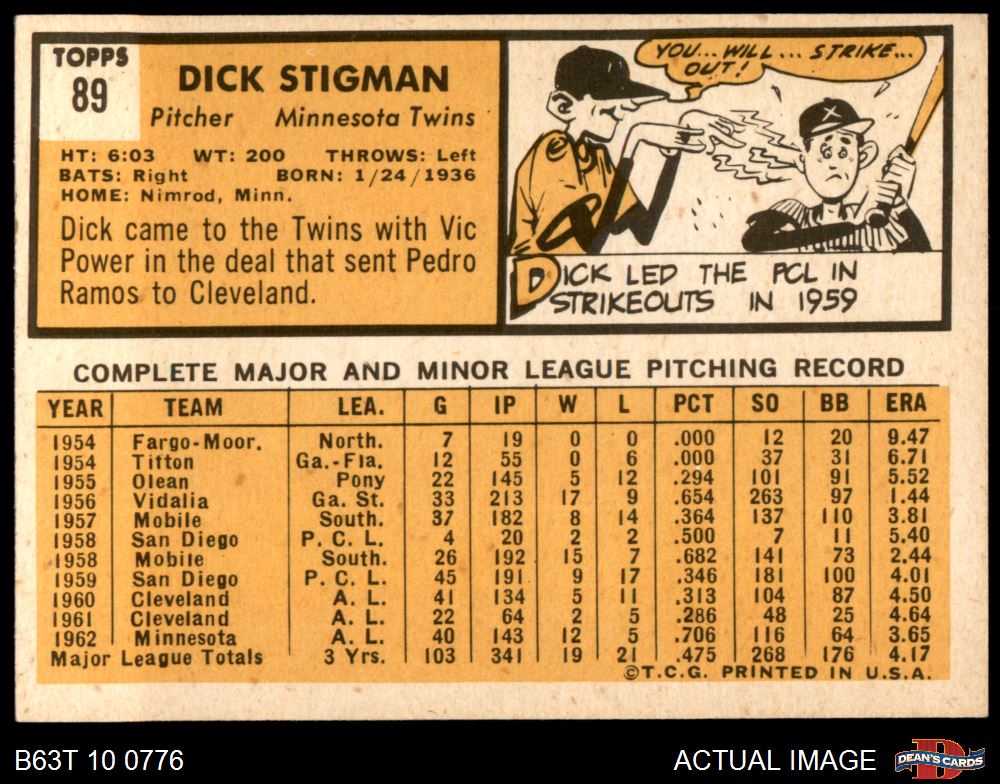 TOPPS
89
DICK STIGMAN
Pitcher Minnesota Twins
HT: 6:03 WT: 200 THROWS: Left
BATS: Right BORN: 1/24/1936
HOME: Nimrod, Minn.
Dick came to the Twins with Vic
Power in the deal that sent Pedro
Ramos to Cleveland.
YOU... WILL... STRIKE...
OUT!
DICK LED THE PCL IN
STRIKEOUTS IN 1959
COMPLETE MAJOR AND MINOR LEAGUE PITCHING RECORD
YEAR TEAM LEA. G IP W L PCT SO BB ERA
1954 Fargo-Moor. North. 7 19 0 0 .000 12 20 9.47
1954 Titton Ga.-Fla. 12 55 0 6 .000 37 31 6.71
1955 Olean Pony 22 145 5 12 .294 101 91 5.52
1956 Vidalia Ga. St. 33 213 17 9 .654 263 97 1.44
1957 Mobile South. 37 182 8 14 .364 137 110 3.81
1958 San Diego P. C. L. 4 20 2 2 .500 7 11 5.40
1958 Mobile South. 26 192 15 7 .682 141 73 2.44
1959 San Diego P. C. L. 45 191 9 17 .346 181 100 4.01
1960 Cleveland A. L. 41 134 5 11 .313 104 87 4.50
1961 Cleveland A. L. 22 64 2 5 .286 48 25 4.64
1962 Minnesota A. L. 40 143 12 5 .706 116 64 3.65
Major League Totals 3 Yrs. 103 341 19 21 .475 268 176 4.17
©T.C.G. PRINTED IN U.S.A.
B63T 10 0776
ACTUAL IMAGE
DEAN'S CARDS